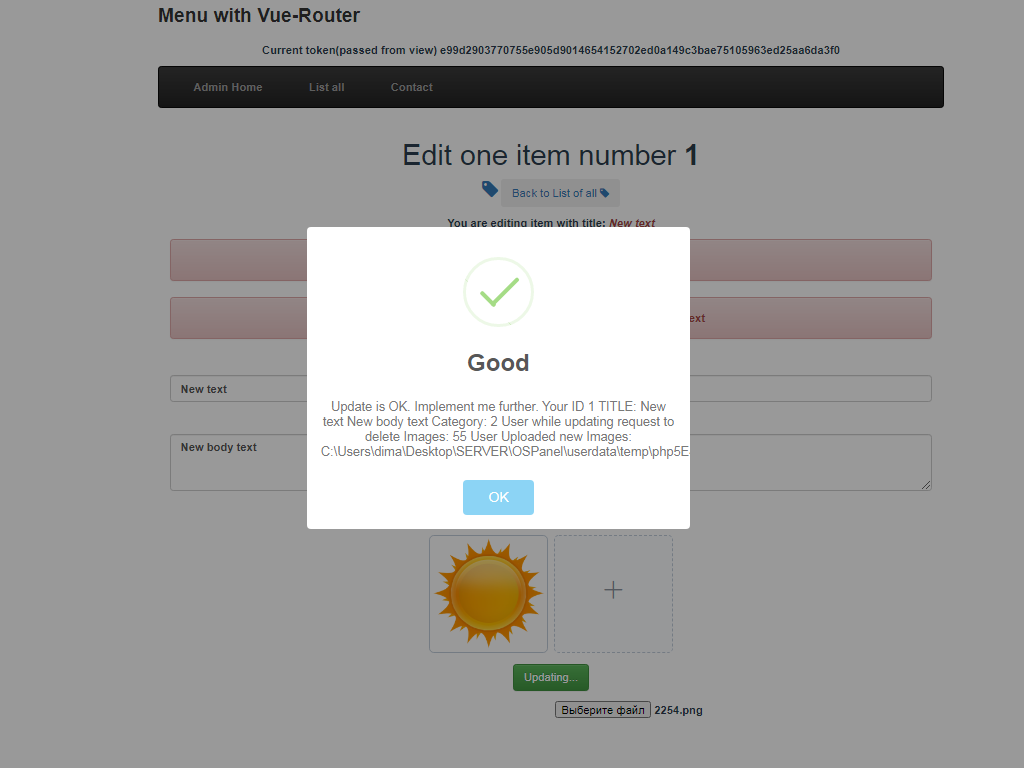 Menu with Vue-Router
Current token(passed from view) e99d2903770755e905d9014654152702ed0a149c3bae75105963ed25aa6da3f0
Admin Home List all Contact
Edit one item number 1
Back to List of all
You are editing item with title: New text
ext
New text
New body text
Good
Update is OK. Implement me further. Your ID 1 TITLE: New
text New body text Category: 2 User while updating request to
delete Images: 55 User Uploaded new Images:
C:\Users\dima\Desktop\SERVER\OSPanel\userdata\temp\php5E
OK
Updating...
Выберите файл 2254.png